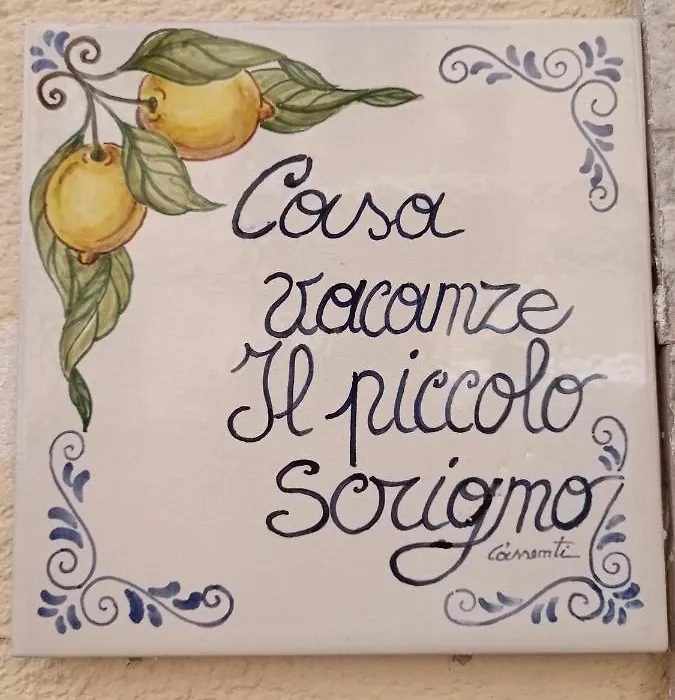 Casa
vacanze
Il piccolo
Scrigno